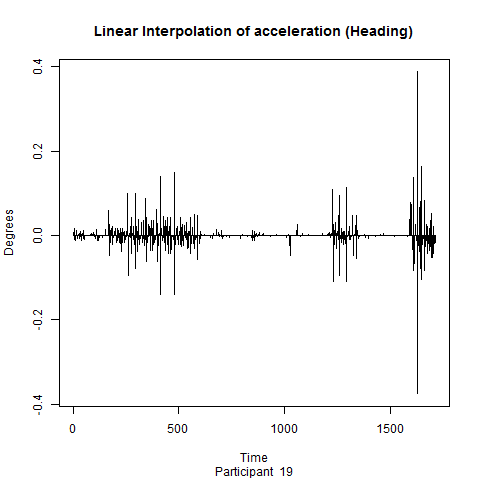 Linear Interpolation of acceleration (Heading)
0.4
0.2
0.0
-0.2
-0.4
Degrees
0
500
1000
1500
Time
Participant 19